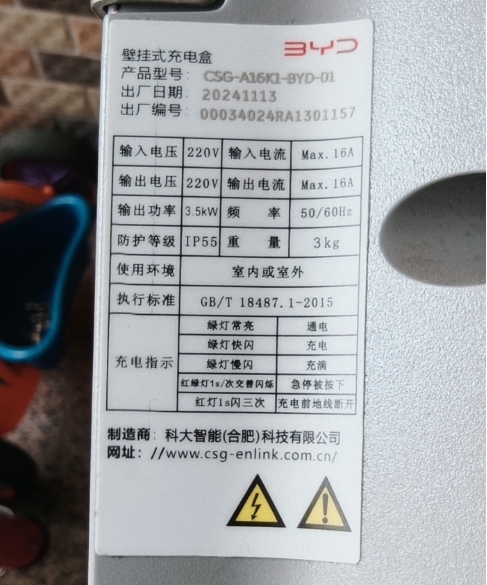 BYD
壁挂式充电盒
产品型号: CSG-A16K1-BYD-01
出厂日期: 20241113
出厂编号: 00034024RA1301157
输入电压 220V 输入电流 Max.16A
输出电压 220V 输出电流 Max.16A
输出功率 3.5kW 频 率 50/60Hz
防护等级 IP55 重 量 3kg
使用环境 室内或室外
执行标准 GB/T 18487.1-2015
充电指示
绿灯常亮 通电
绿灯快闪 充电
绿灯慢闪 充满
红绿灯1s/次交替闪烁 急停被按下
红灯1s闪三次 充电前地线断开
制造商: 科大智能(合肥)科技有限公司
网址: //www.csg-enlink.com.cn/